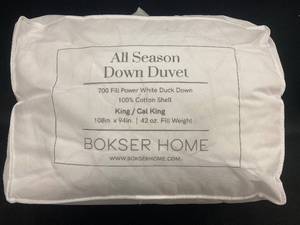 All Season
Down Duvet
700 Fill Power White Duck Down
100% Cotton Shell
King / Cal King
108in x 94in | 42 oz. Fill Weight
BOKSER HOME
WWW.BOKSERHOME.COM